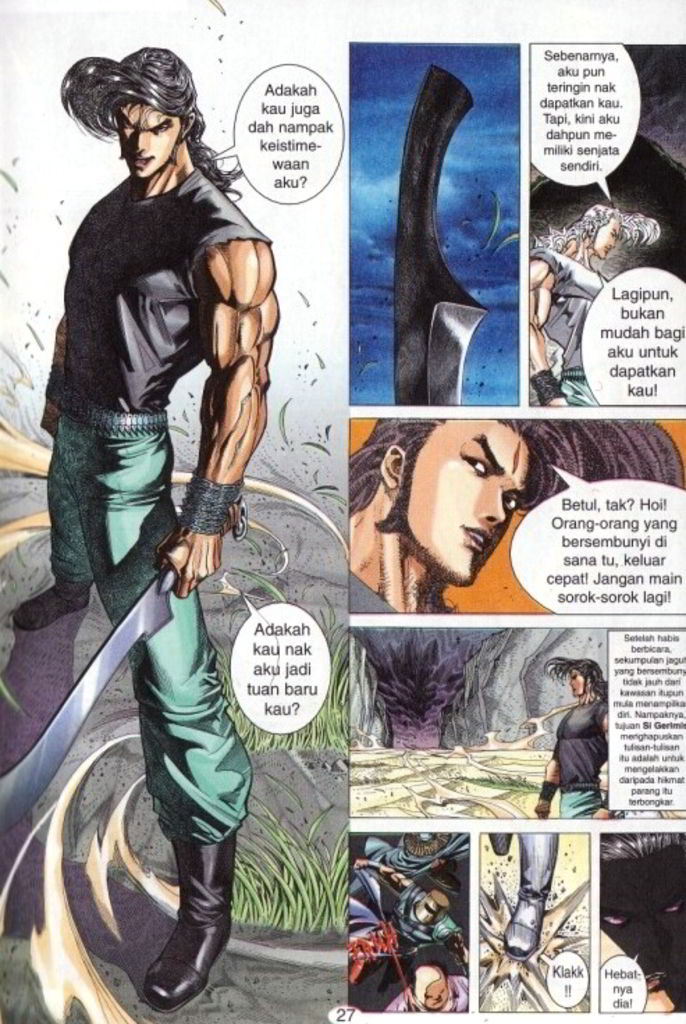 Adakah
kau juga
dah nampak
keistime-
waan
aku?
Adakah
kau nak
aku jadi
tuan baru
kau?
Sebenarnya,
aku pun
teringin nak
dapatkan kau.
Tapi, kini aku
dahpun me-
miliki senjata
sendiri.
Lagipun,
bukan
mudah bagi
aku untuk
dapatkan
kau!
Betul, tak? Hoi!
Orang-orang yang
bersembunyi di
sana tu, keluar
cepat! Jangan main
sorok-sorok lagi!
Setelah habis
berbicara,
sekumpulan jaguh
yang bersembunyi
tidak jauh dari
kawasan itupun
mula menampilkan
diri. Nampaknya,
tujuan Si Gerimis
menghapuskan
tulisan-tulisan
itu adalah untuk
mengelakkan
daripada hikmat
parang itu
terbongkar.
Klakk
!!
Hebat-
nya
dia!
27